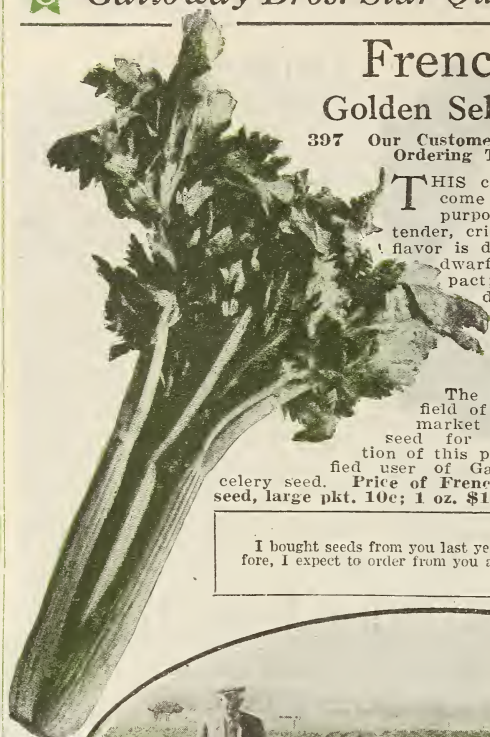 Galloway Bros. Star Qu
Frenc
Golden Sel
397 Our Custome
Ordering T
THIS c
come
purpo
tender, cri
flavor is d
dwarf
pact
d
The
field of
market
seed for
tion of this p
fied user of Ga
celery seed. Price of Frenc
seed, large pkt. 10c; 1 oz. $1
I bought seeds from you last ye
fore, I expect to order from you a